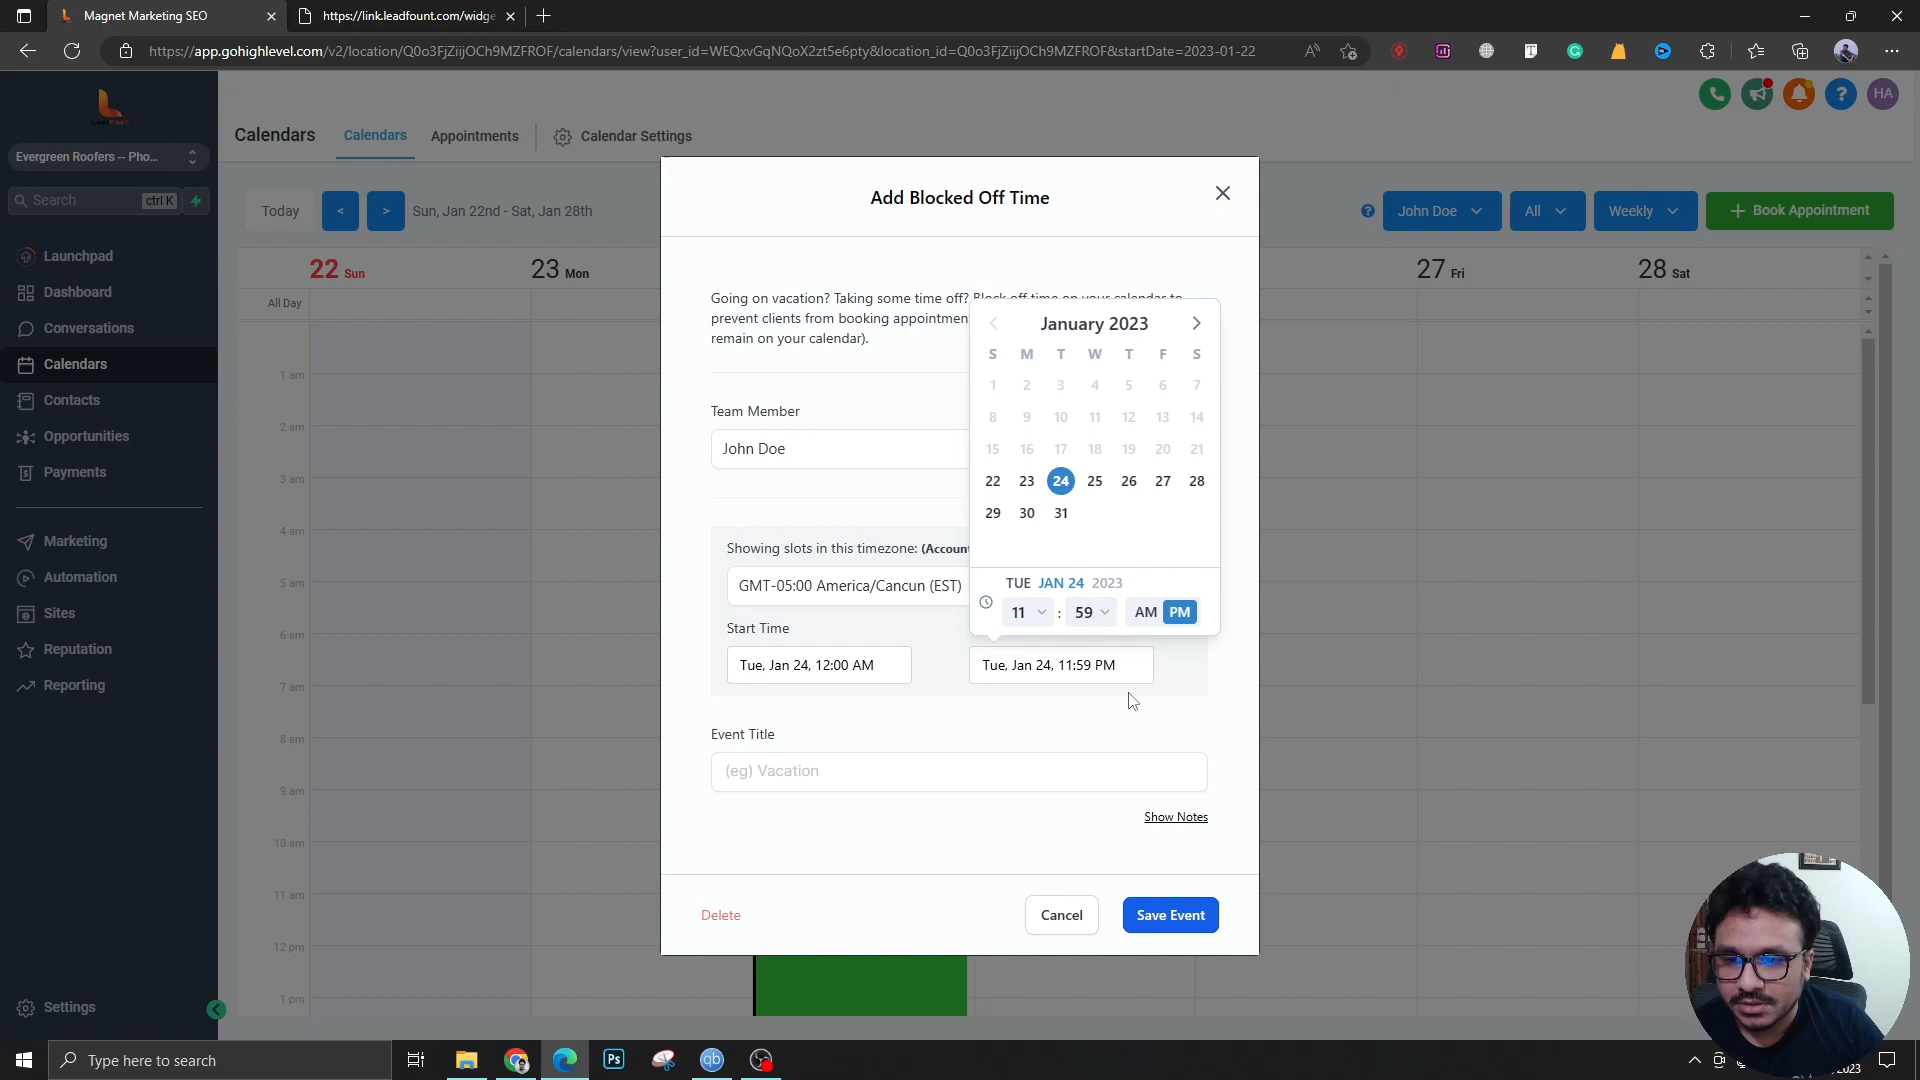 Magnet Marketing SEO
https://link.leadfount.com/widge
https://app.gohighlevel.com/v2/location/Q0o3FjZiijOCh9MZFROF/calendars/view?user_id=WEQxvGqNQoX2zt5e6pty&location_id=Q0o3FjZiijOCh9MZFROF&startDate=2023-01-22
HA
Calendars
Calendars
Appointments
Calendar Settings
Evergreen Roofers -- Pho...
Search
ctrl K
Launchpad
Dashboard
Conversations
Calendars
Contacts
Opportunities
Payments
Marketing
Automation
Sites
Reputation
Reporting
Settings
Today
<
>
Sun, Jan 22nd - Sat, Jan 28th
?
John Doe
All
Weekly
+ Book Appointment
22 Sun
23 Mon
27 Fri
28 Sat
All Day
1 am
2 am
3 am
4 am
5 am
6 am
7 am
8 am
9 am
10 am
11 am
12 pm
1 pm
Add Blocked Off Time
Going on vacation? Taking some time off? Block off time on your calendar to
prevent clients from booking appointmen
remain on your calendar).
Team Member
John Doe
Showing slots in this timezone: (Account
GMT-05:00 America/Cancun (EST)
Start Time
Tue, Jan 24, 12:00 AM
Tue, Jan 24, 11:59 PM
January 2023
S M T W T F S
1 2 3 4 5 6 7
8 9 10 11 12 13 14
15 16 17 18 19 20 21
22 23 24 25 26 27 28
29 30 31
TUE JAN 24 2023
11 : 59 AM PM
Event Title
(eg) Vacation
Show Notes
Delete
Cancel
Save Event
Type here to search
Ps
qb